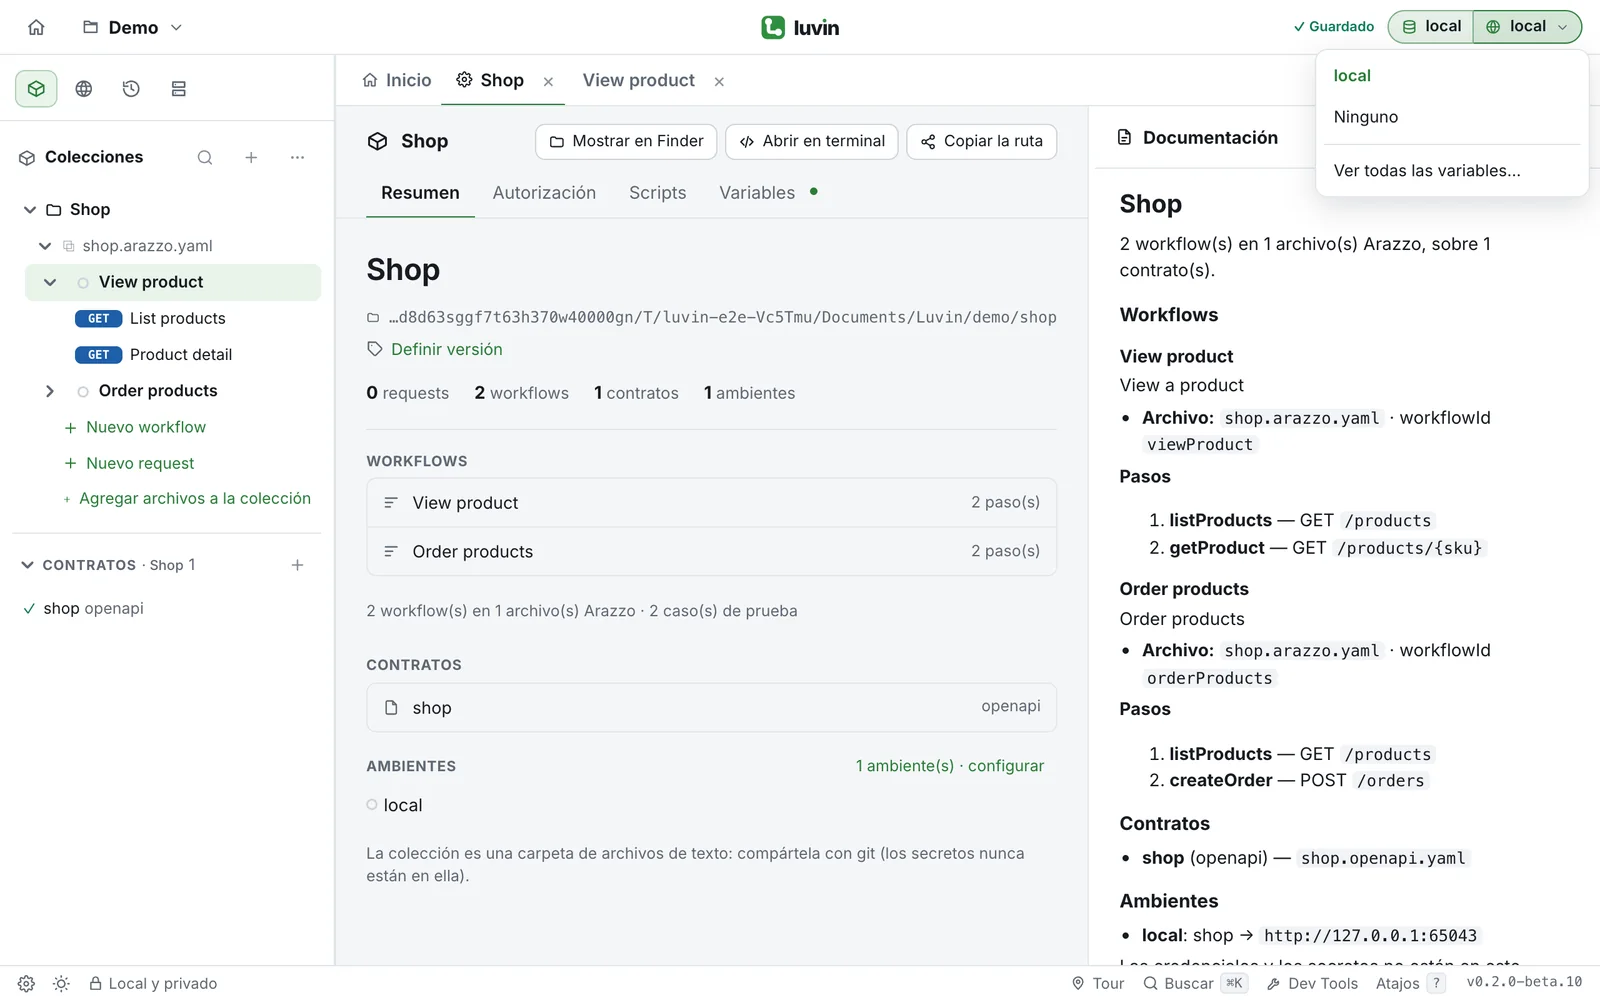 Demo
luvin
Guardado
local
local
local
Ninguno
Ver todas las variables...
Inicio
Shop
View product
Colecciones
Shop
shop.arazzo.yaml
View product
GET List products
GET Product detail
Order products
+ Nuevo workflow
+ Nuevo request
+ Agregar archivos a la colección
CONTRATOS · Shop 1
shop openapi
Shop
Mostrar en Finder
Abrir en terminal
Copiar la ruta
Resumen
Autorización
Scripts
Variables
Shop
…d8d63sggf7t63h370w40000gn/T/luvin-e2e-Vc5Tmu/Documents/Luvin/demo/shop
Definir versión
0 requests 2 workflows 1 contratos 1 ambientes
WORKFLOWS
View product 2 paso(s)
Order products 2 paso(s)
2 workflow(s) en 1 archivo(s) Arazzo · 2 caso(s) de prueba
CONTRATOS
shop openapi
AMBIENTES 1 ambiente(s) · configurar
local
La colección es una carpeta de archivos de texto: compártela con git (los secretos nunca
están en ella).
Documentación
Shop
2 workflow(s) en 1 archivo(s) Arazzo, sobre 1
contrato(s).
Workflows
View product
View a product
• Archivo: shop.arazzo.yaml · workflowId
viewProduct
Pasos
1. listProducts — GET /products
2. getProduct — GET /products/{sku}
Order products
Order products
• Archivo: shop.arazzo.yaml · workflowId
orderProducts
Pasos
1. listProducts — GET /products
2. createOrder — POST /orders
Contratos
• shop (openapi) — shop.openapi.yaml
Ambientes
• local: shop → http://127.0.0.1:65043
Local y privado
Tour
Buscar ⌘K
Dev Tools
Atajos ?
v0.2.0-beta.10